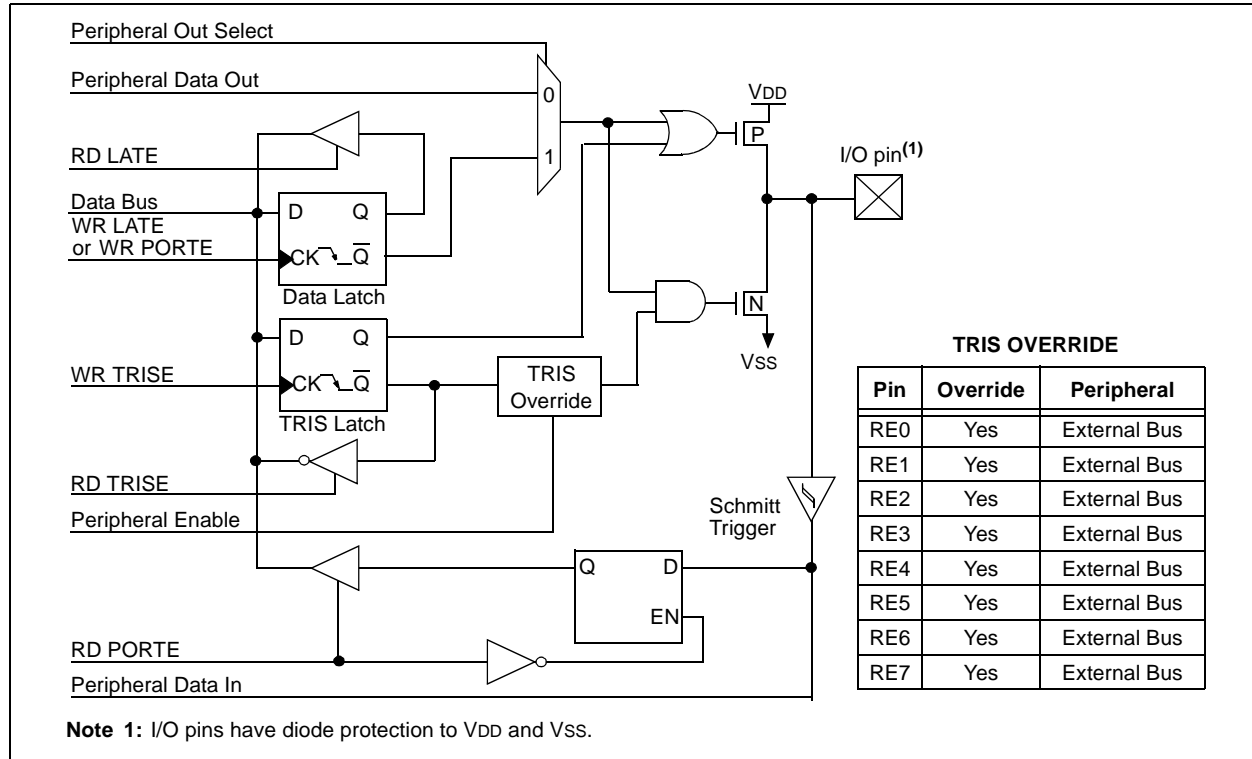 Peripheral Out Select
Peripheral Data Out
0
1
VDD
P
I/O pin(1)
RD LATE
Data Bus
WR LATE
or WR PORTE
D Q
CK Q
Data Latch
N
VSS
D Q
CK Q
TRIS Latch
WR TRISE
TRIS
Override
RD TRISE
Peripheral Enable
Schmitt
Trigger
Q D
EN
RD PORTE
Peripheral Data In
TRIS OVERRIDE
Pin Override Peripheral
RE0 Yes External Bus
RE1 Yes External Bus
RE2 Yes External Bus
RE3 Yes External Bus
RE4 Yes External Bus
RE5 Yes External Bus
RE6 Yes External Bus
RE7 Yes External Bus
Note 1: I/O pins have diode protection to VDD and VSS.